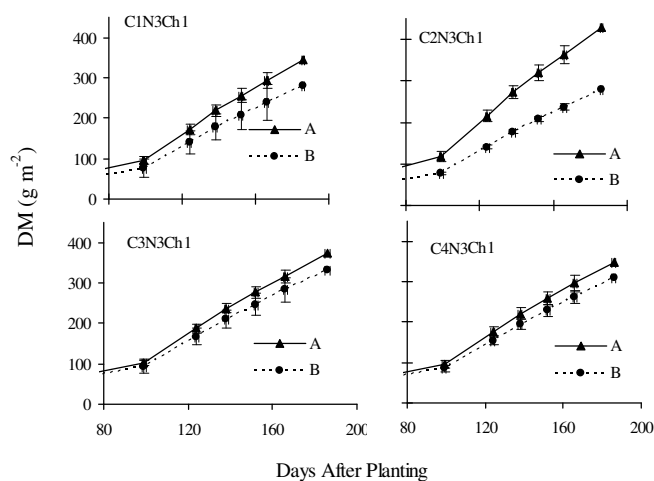 C1N3Ch1
C2N3Ch1
400
300
200
100
0
A
B
A
B
DM (g m-2)
C3N3Ch1
C4N3Ch1
400
300
200
100
0
A
B
A
B
80 120 160 200
80 120 160 200
Days After Planting